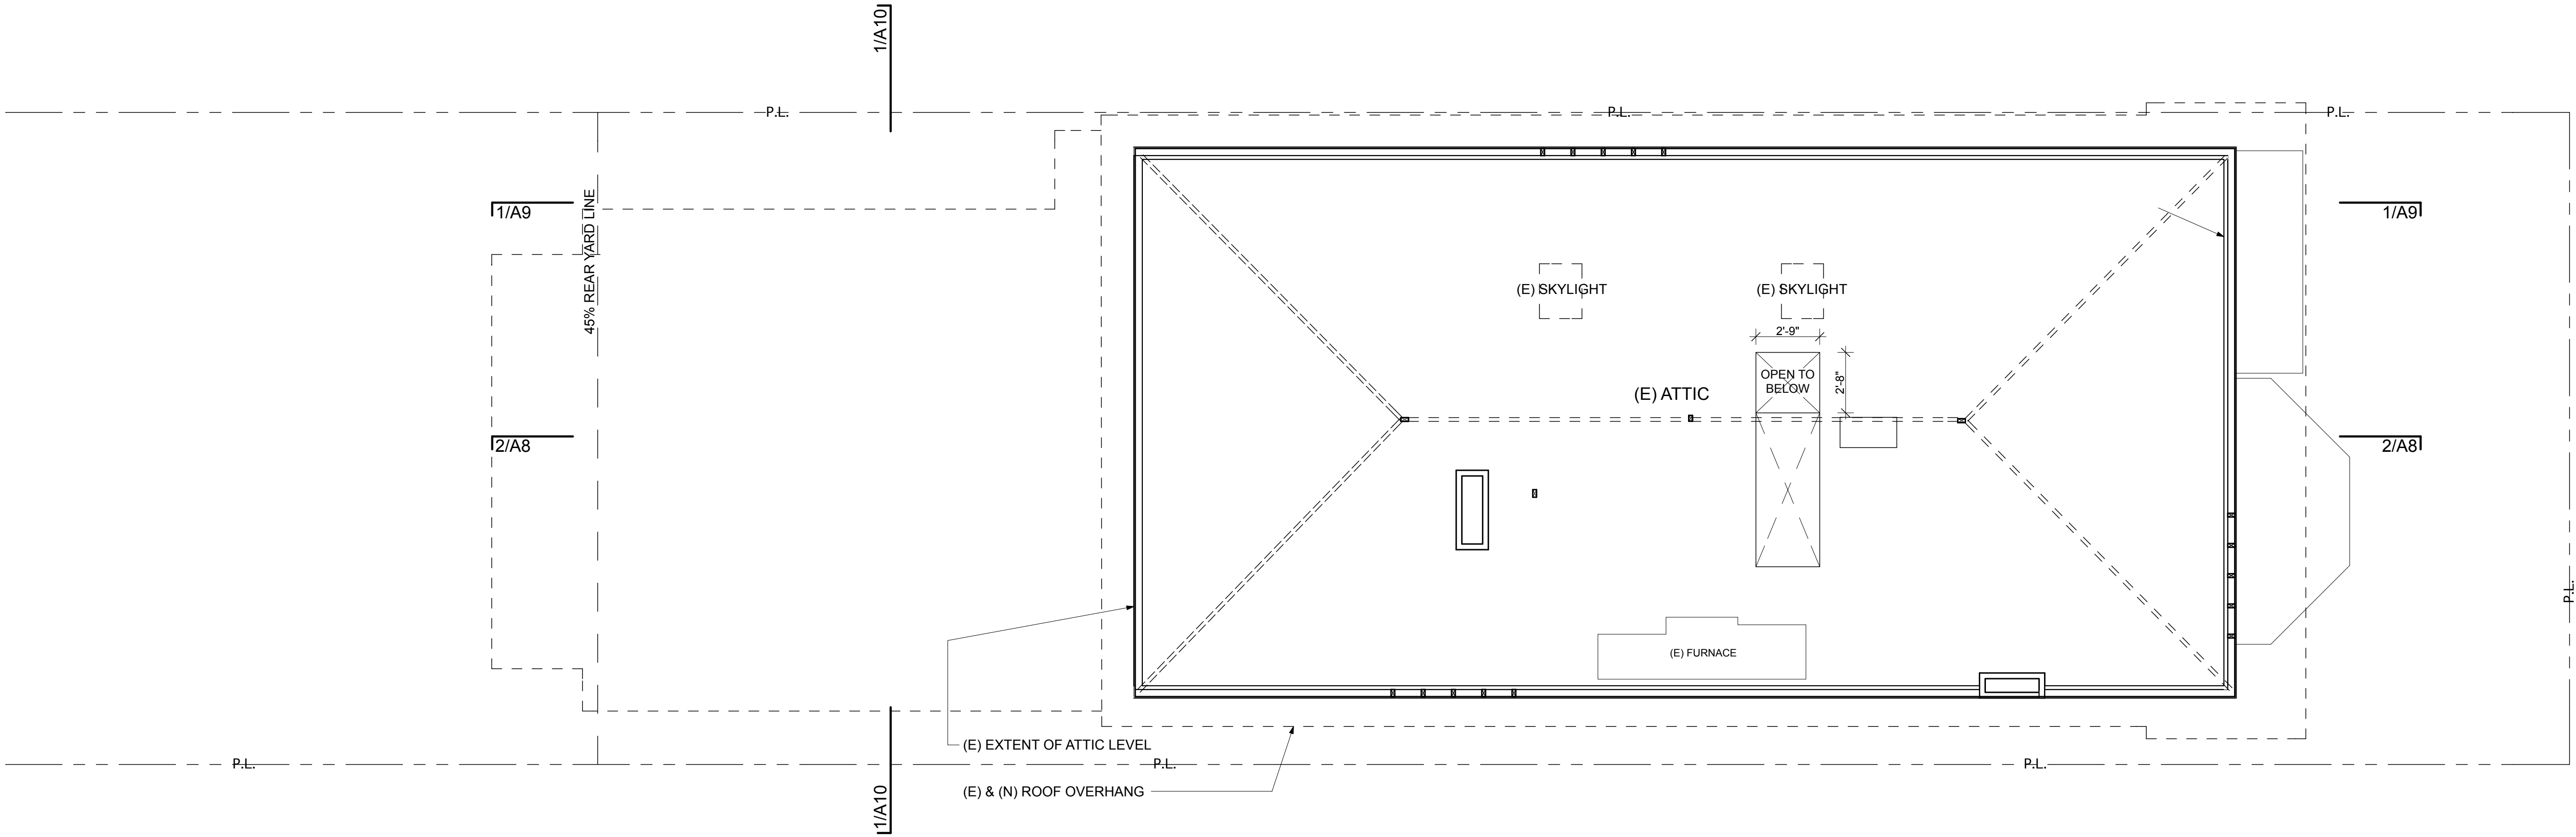 1/A10
P.L.
P.L.
P.L.
1/A9
1/A9
45% REAR YARD LINE
(E) SKYLIGHT
(E) SKYLIGHT
2'-9"
OPEN TO
BELOW
2'-8"
(E) ATTIC
2/A8
2/A8
P.L.
(E) FURNACE
(E) EXTENT OF ATTIC LEVEL
P.L.
P.L.
P.L.
(E) & (N) ROOF OVERHANG
1/A10